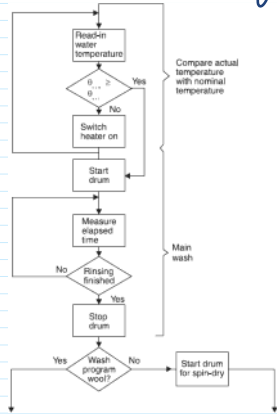 Read-in
water
temperature
Compare actual
temperature
with nominal
temperature
θ ≥
θ
Yes
No
Switch
heater on
Start
drum
Measure
elapsed
time
Main
wash
No
Rinsing
finished
Yes
Stop
drum
Yes
Wash
program
wool?
No
Start drum
for spin-dry